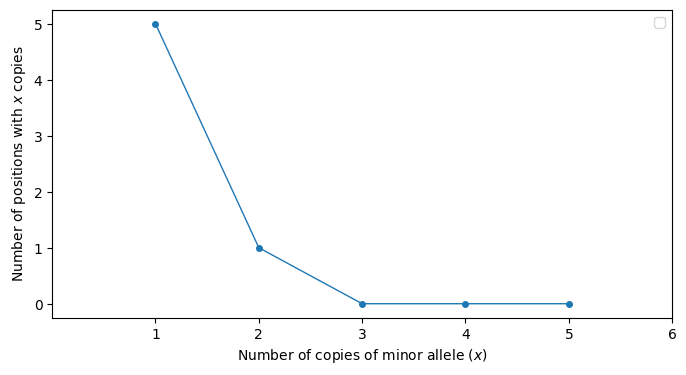 5
4
3
2
1
0
1 2 3 4 5 6
Number of positions with x copies
Number of copies of minor allele (x)